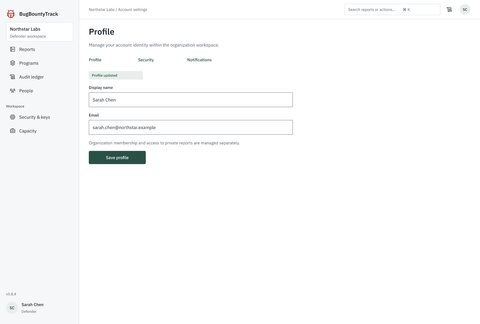 BugBountyTrack
Northstar Labs
Defender workspace
Reports
Programs
Audit ledger
People
Workspace
Security & keys
Capacity
v1.0.4
SC
Sarah Chen
Defender
Northstar Labs / Account settings
Search reports or actions...
⌘ K
SC
Profile
Manage your account identity within the organization workspace.
Profile Security Notifications
Profile updated
Display name
Sarah Chen
Email
sarah.chen@northstar.example
Organization membership and access to private reports are managed separately.
Save profile